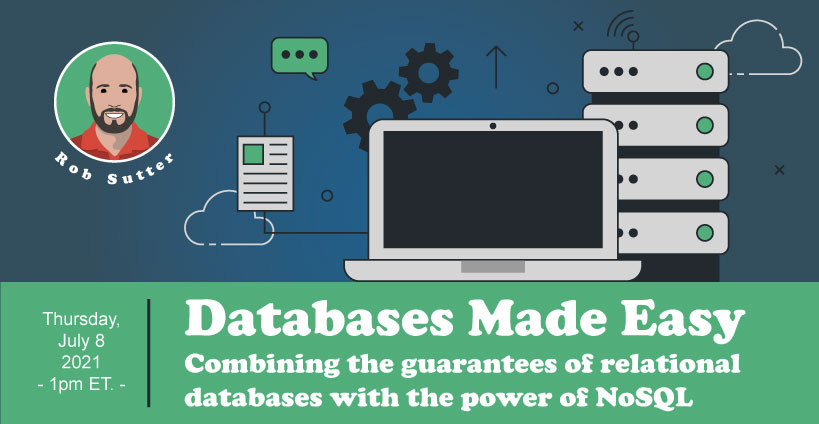 Rob Sutter
Thursday,
July 8
2021
- 1pm ET. -
Databases Made Easy
Combining the guarantees of relational
databases with the power of NoSQL